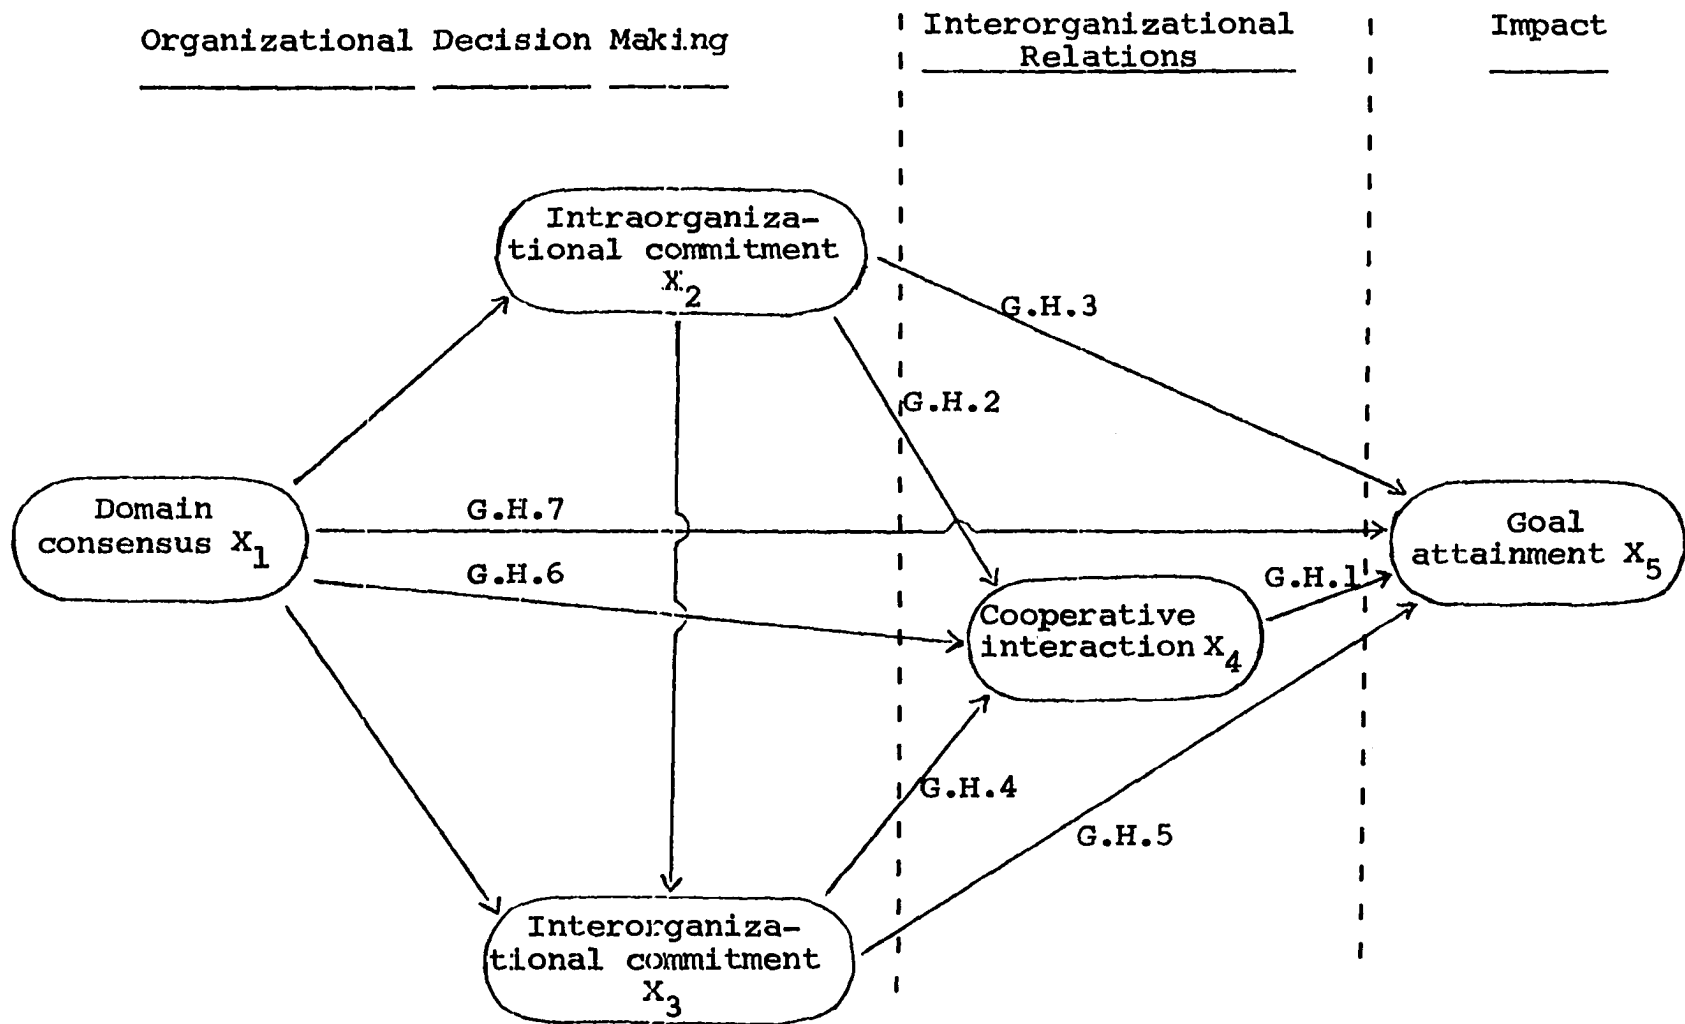 Organizational Decision Making
Interorganizational
Relations
Impact
Intraorganiza-
tional commitment
X2
G.H.3
G.H.2
Domain
consensus X1
G.H.7
G.H.6
Goal
attainment X5
G.H.1
Cooperative
interaction X4
G.H.4
G.H.5
Interorganiza-
tional commitment
X3